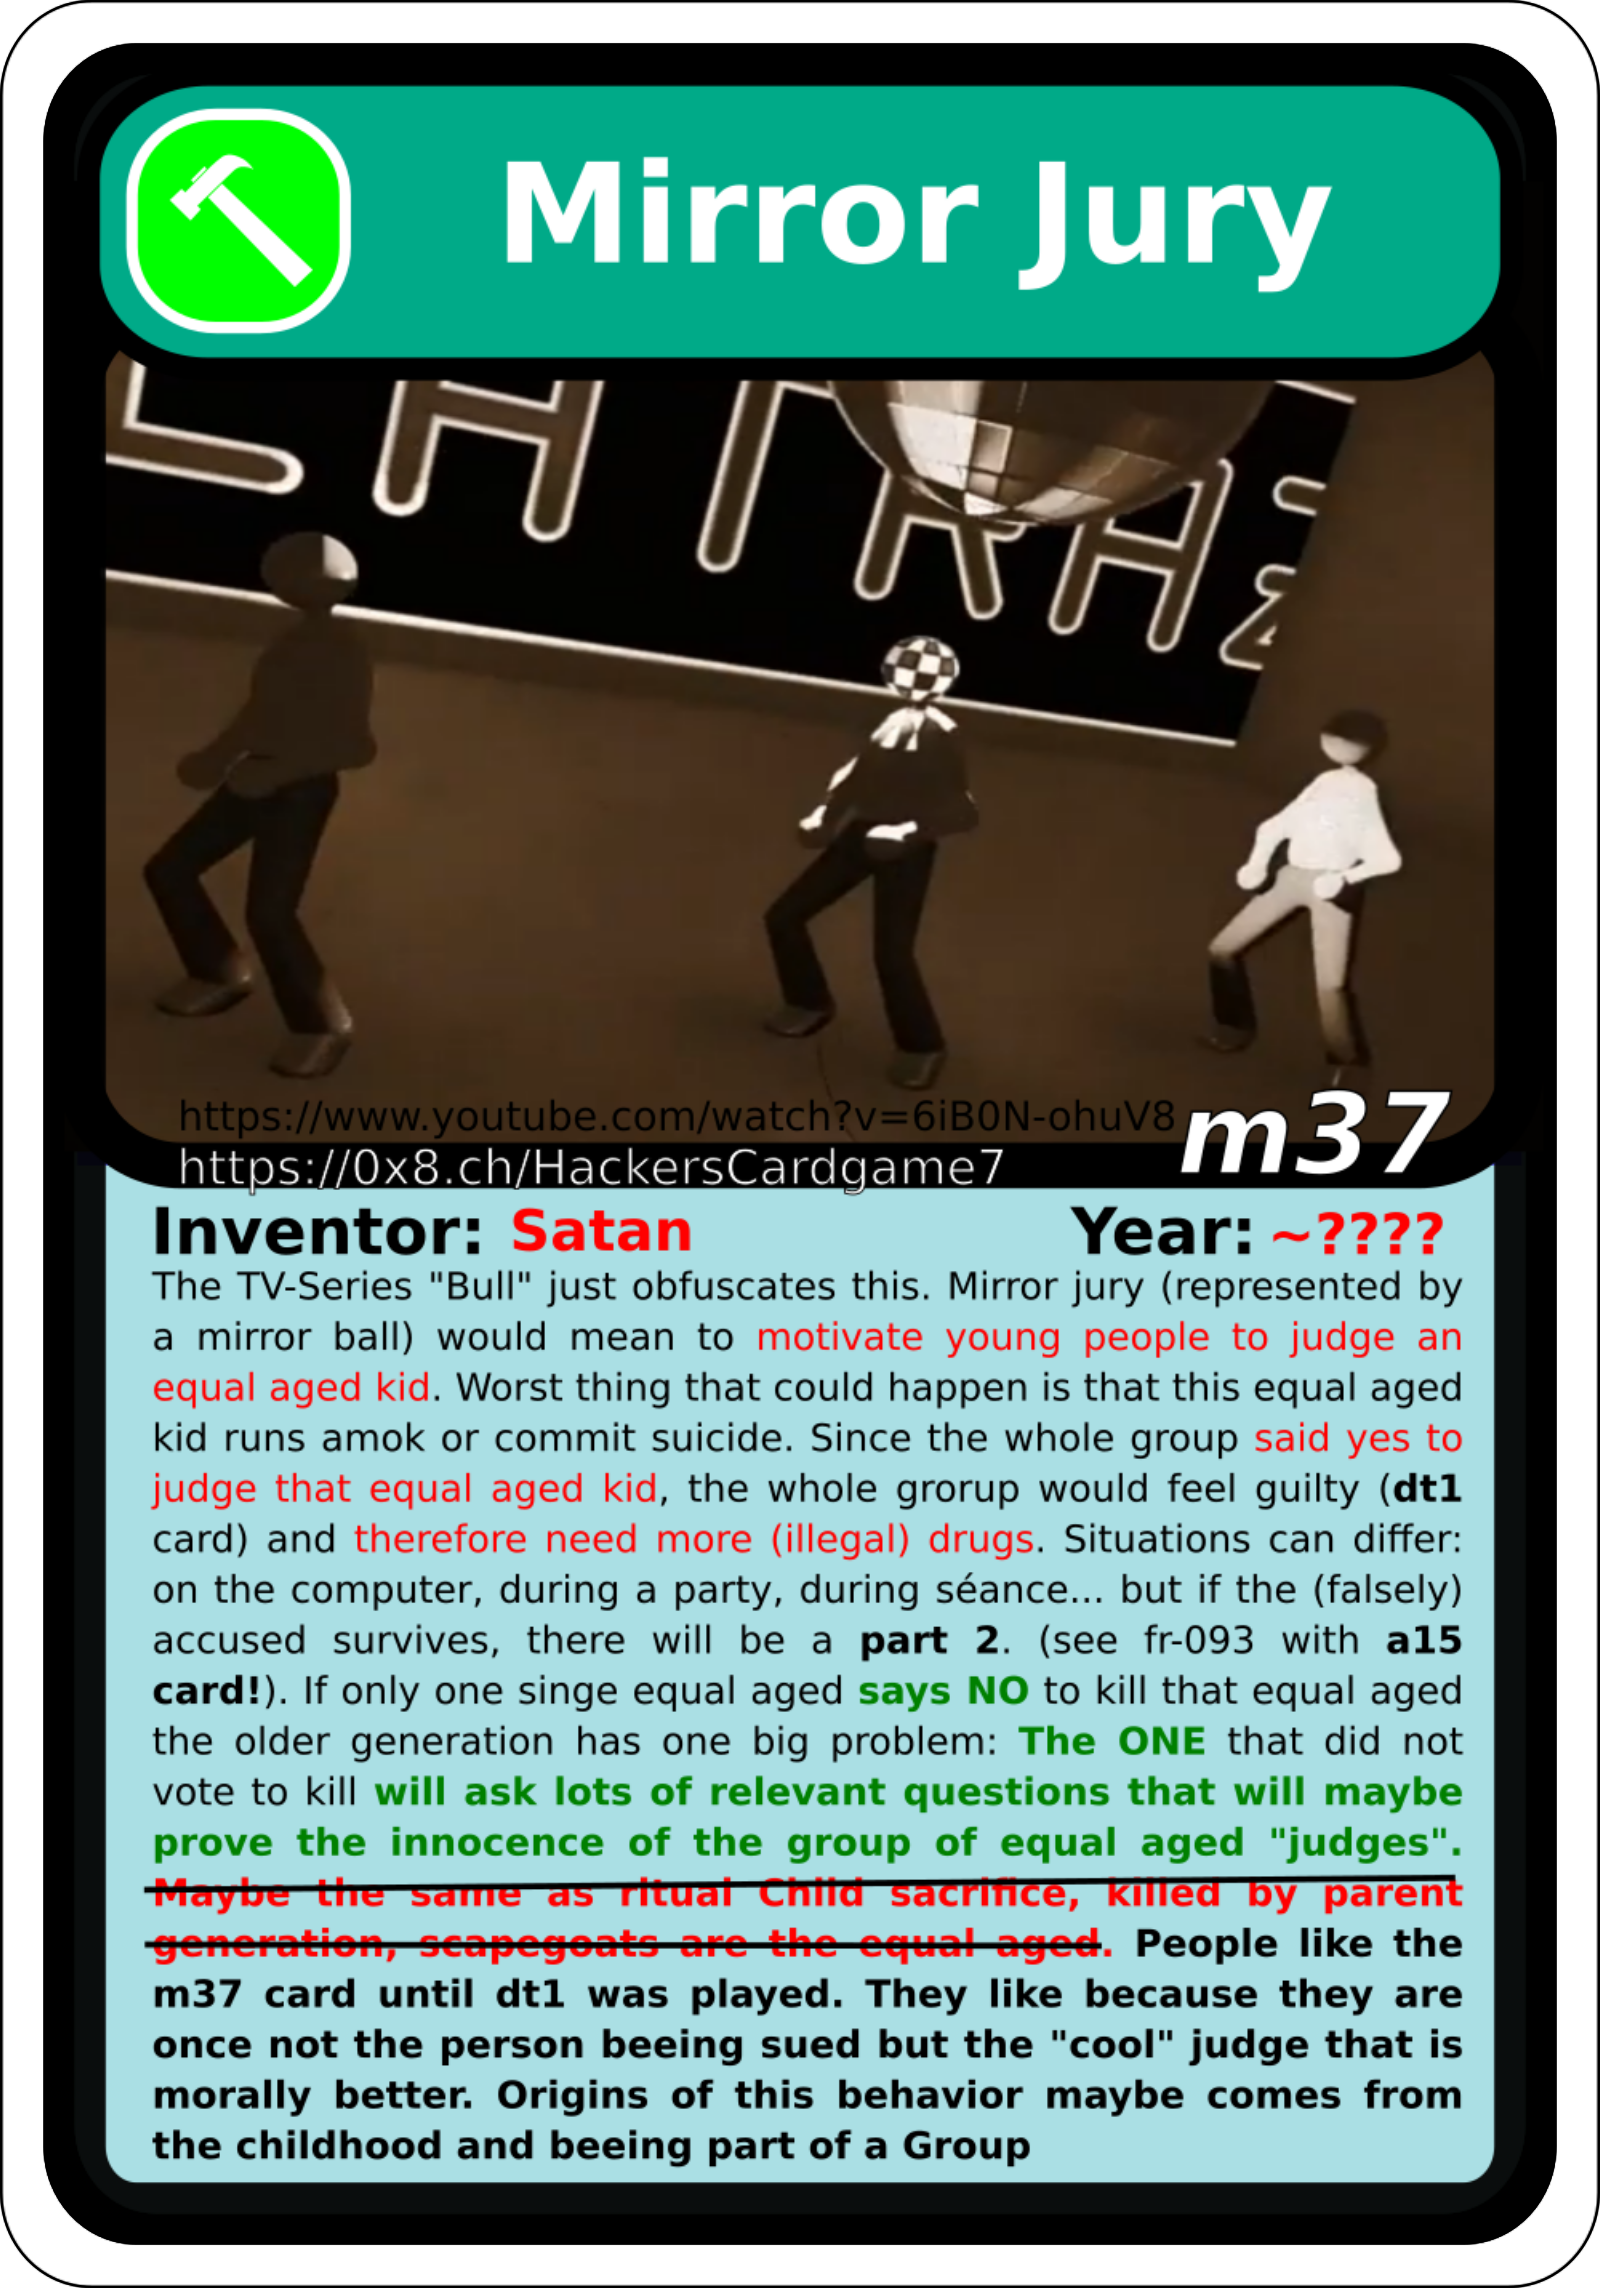 Mirror Jury
https://www.youtube.com/watch?v=6iB0N-ohuV8
m37
https://0x8.ch/HackersCardgame7
Inventor: Satan Year: ~????
The TV-Series "Bull" just obfuscates this. Mirror jury (represented by
a mirror ball) would mean to motivate young people to judge an
equal aged kid. Worst thing that could happen is that this equal aged
kid runs amok or commit suicide. Since the whole group said yes to
judge that equal aged kid, the whole grorup would feel guilty (dt1
card) and therefore need more (illegal) drugs. Situations can differ:
on the computer, during a party, during séance... but if the (falsely)
accused survives, there will be a part 2. (see fr-093 with a15
card!). If only one singe equal aged says NO to kill that equal aged
the older generation has one big problem: The ONE that did not
vote to kill will ask lots of relevant questions that will maybe
prove the innocence of the group of equal aged "judges".
Maybe the same as ritual Child sacrifice, killed by parent
generation, scapegoats are the equal aged. People like the
m37 card until dt1 was played. They like because they are
once not the person beeing sued but the "cool" judge that is
morally better. Origins of this behavior maybe comes from
the childhood and beeing part of a Group